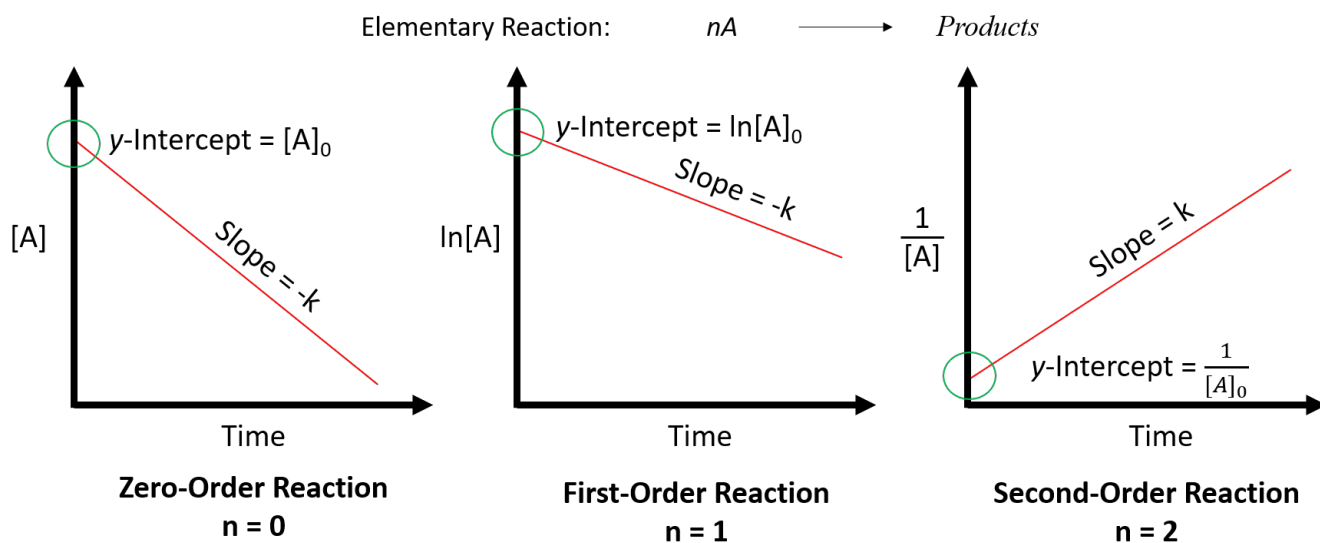 Elementary Reaction: nA Products
y-Intercept = [A]₀
[A]
Slope = -k
Time
Zero-Order Reaction
n = 0
y-Intercept = ln[A]₀
ln[A]
Slope = -k
Time
First-Order Reaction
n = 1
1
[A]
Slope = k
y-Intercept = 1/[A]₀
Time
Second-Order Reaction
n = 2